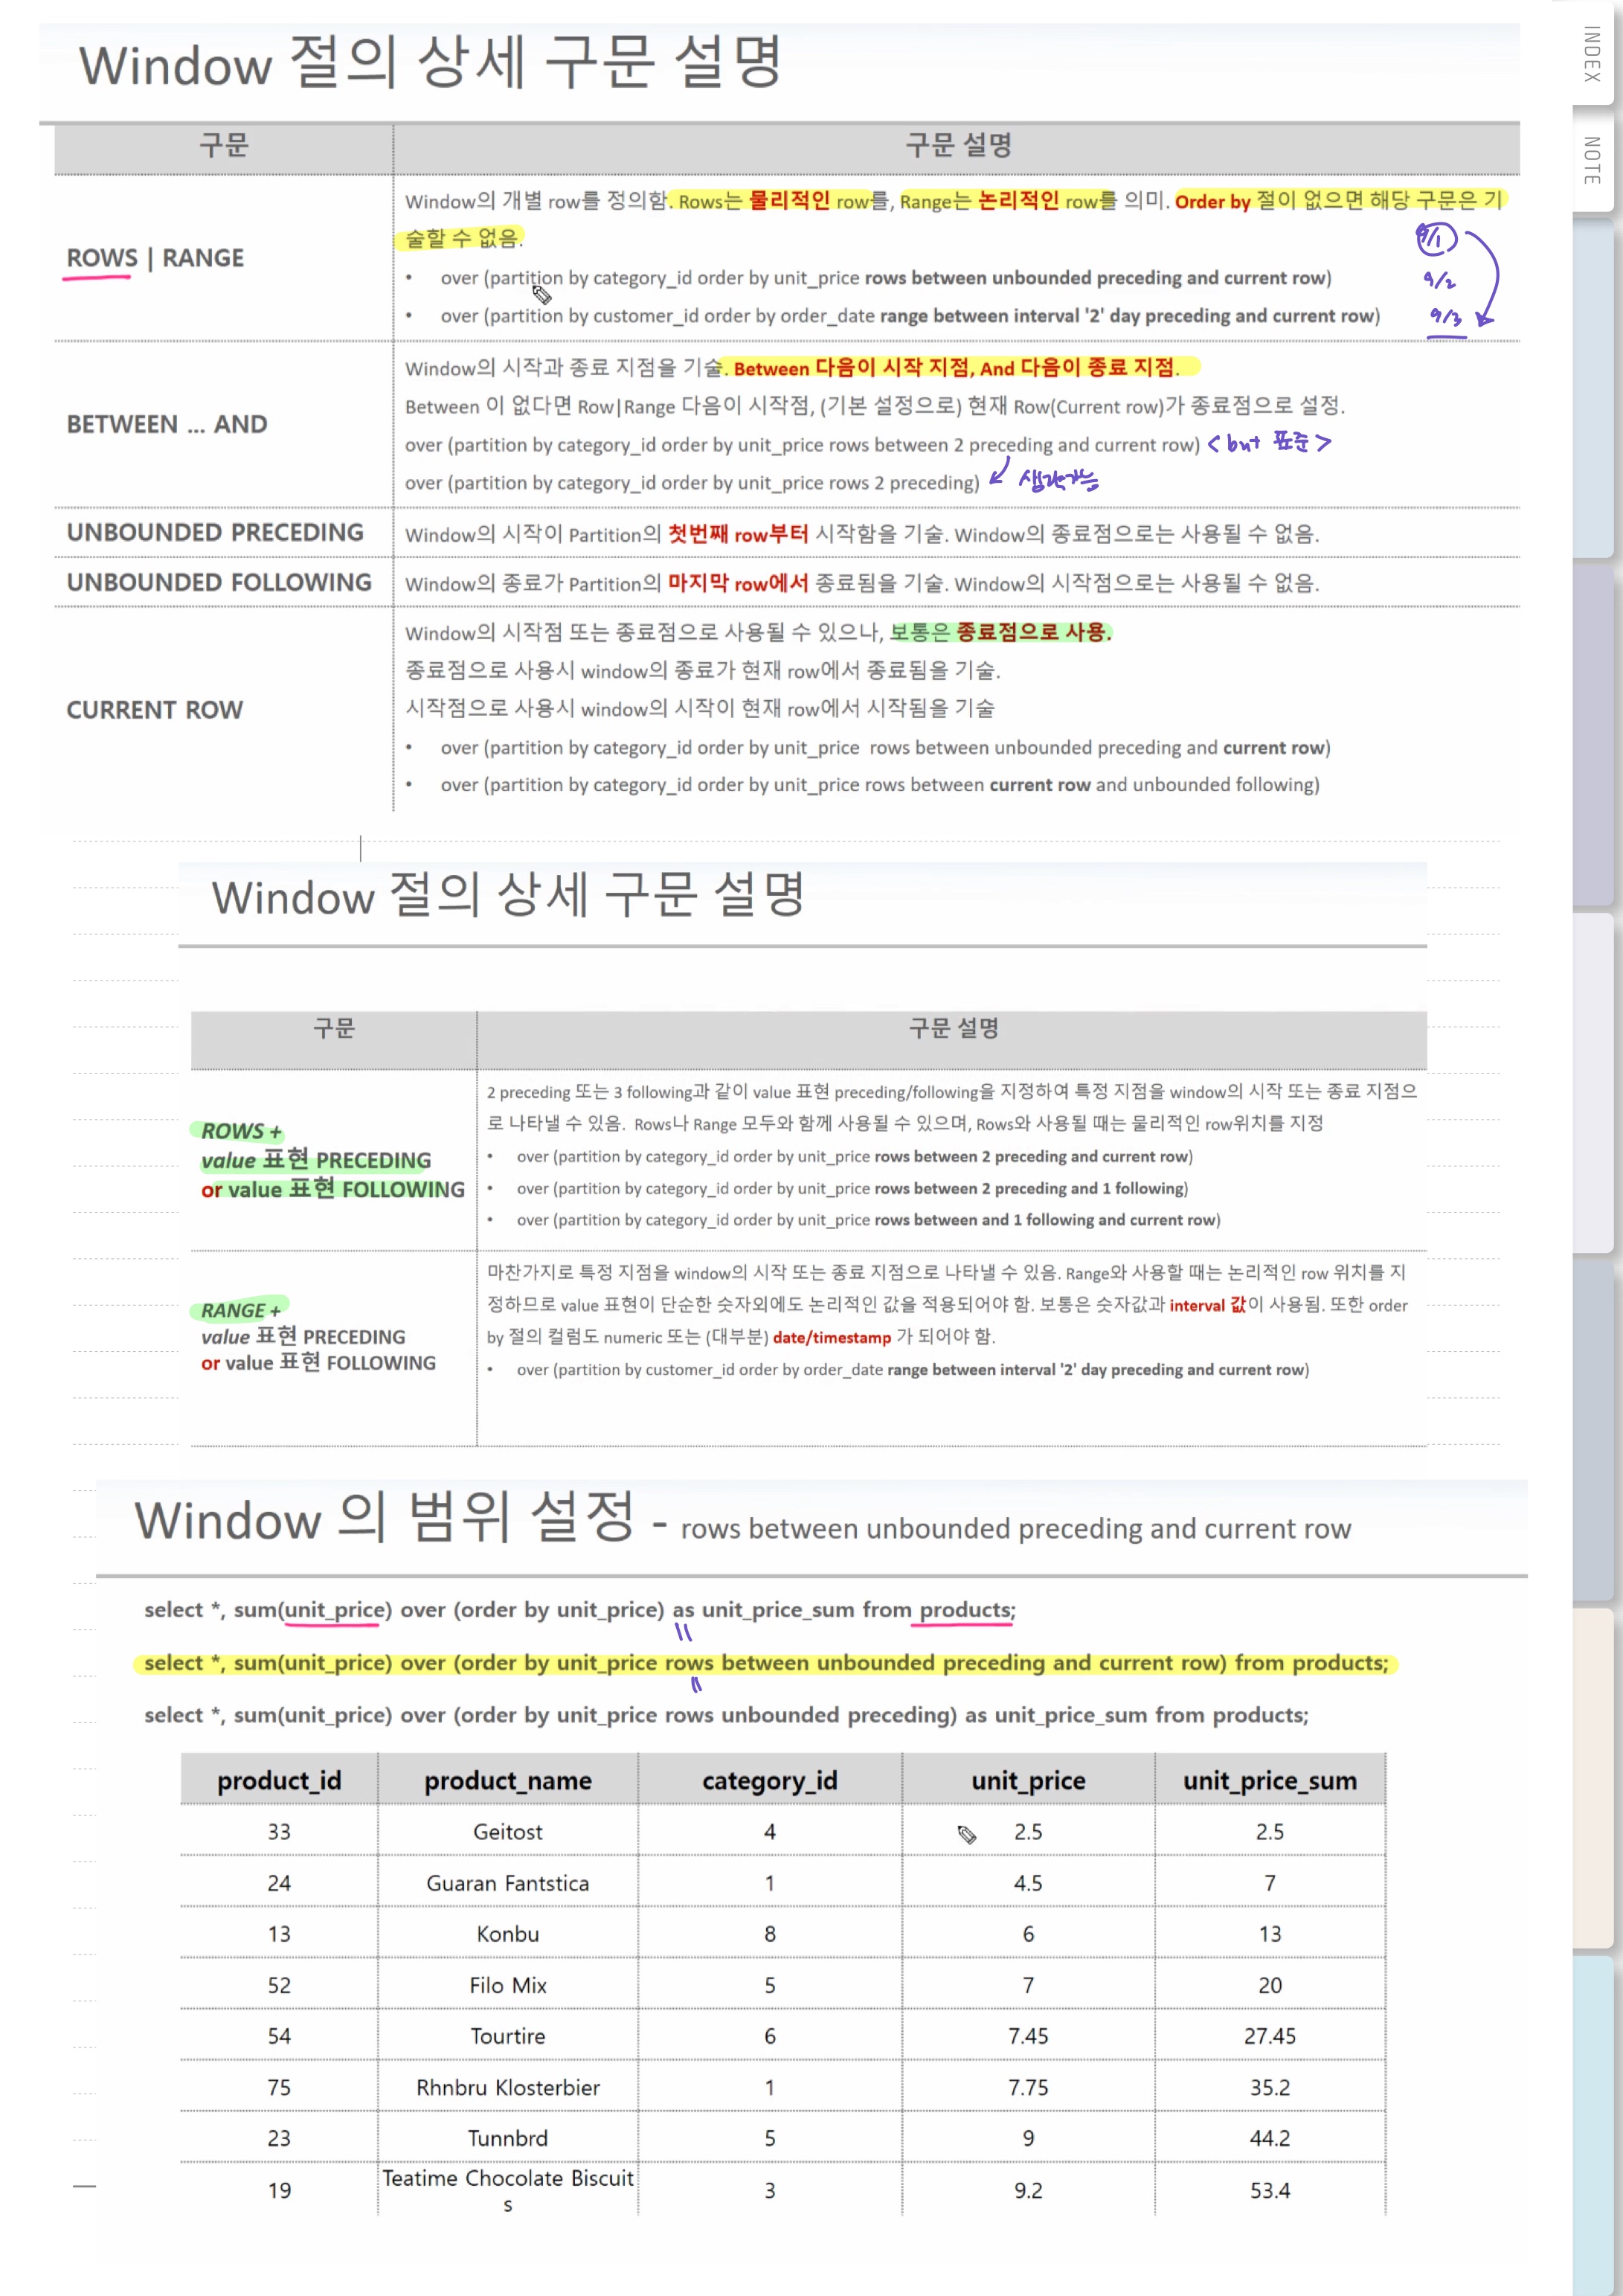 INDEX
NOTE
Window 절의 상세 구문 설명
구문 구문 설명
ROWS | RANGE
Window의 개별 row를 정의함. Rows는 물리적인 row를, Range는 논리적인 row를 의미. Order by 절이 없으면 해당 구문은 기
술할 수 없음.
• over (partition by category_id order by unit_price rows between unbounded preceding and current row)
• over (partition by customer_id order by order_date range between interval '2' day preceding and current row)
9/1
9/2
9/3
BETWEEN ... AND
Window의 시작과 종료 지점을 기술. Between 다음이 시작 지점, And 다음이 종료 지점.
Between 이 없다면 Row|Range 다음이 시작점, (기본 설정으로) 현재 Row(Current row)가 종료점으로 설정.
over (partition by category_id order by unit_price rows between 2 preceding and current row) <but 표준>
over (partition by category_id order by unit_price rows 2 preceding) 생략가능
UNBOUNDED PRECEDING Window의 시작이 Partition의 첫번째 row부터 시작함을 기술. Window의 종료점으로는 사용될 수 없음.
UNBOUNDED FOLLOWING Window의 종료가 Partition의 마지막 row에서 종료됨을 기술. Window의 시작점으로는 사용될 수 없음.
CURRENT ROW
Window의 시작점 또는 종료점으로 사용될 수 있으나, 보통은 종료점으로 사용.
종료점으로 사용시 window의 종료가 현재 row에서 종료됨을 기술.
시작점으로 사용시 window의 시작이 현재 row에서 시작됨을 기술
• over (partition by category_id order by unit_price rows between unbounded preceding and current row)
• over (partition by category_id order by unit_price rows between current row and unbounded following)
Window 절의 상세 구문 설명
구문 구문 설명
ROWS +
value 표현 PRECEDING
or value 표현 FOLLOWING
2 preceding 또는 3 following과 같이 value 표현 preceding/following을 지정하여 특정 지점을 window의 시작 또는 종료 지점으
로 나타낼 수 있음. Rows나 Range 모두와 함께 사용될 수 있으며, Rows와 사용될 때는 물리적인 row위치를 지정
• over (partition by category_id order by unit_price rows between 2 preceding and current row)
• over (partition by category_id order by unit_price rows between 2 preceding and 1 following)
• over (partition by category_id order by unit_price rows between and 1 following and current row)
RANGE +
value 표현 PRECEDING
or value 표현 FOLLOWING
마찬가지로 특정 지점을 window의 시작 또는 종료 지점으로 나타낼 수 있음. Range와 사용할 때는 논리적인 row 위치를 지
정하므로 value 표현이 단순한 숫자외에도 논리적인 값을 적용되어야 함. 보통은 숫자값과 interval 값이 사용됨. 또한 order
by 절의 컬럼도 numeric 또는 (대부분) date/timestamp 가 되어야 함.
• over (partition by customer_id order by order_date range between interval '2' day preceding and current row)
Window 의 범위 설정 - rows between unbounded preceding and current row
select *, sum(unit_price) over (order by unit_price) as unit_price_sum from products;
select *, sum(unit_price) over (order by unit_price rows between unbounded preceding and current row) from products;
select *, sum(unit_price) over (order by unit_price rows unbounded preceding) as unit_price_sum from products;
product_id product_name category_id unit_price unit_price_sum
33 Geitost 4 2.5 2.5
24 Guaran Fantstica 1 4.5 7
13 Konbu 8 6 13
52 Filo Mix 5 7 20
54 Tourtire 6 7.45 27.45
75 Rhnbru Klosterbier 1 7.75 35.2
23 Tunnbrd 5 9 44.2
19 Teatime Chocolate Biscuit
s 3 9.2 53.4